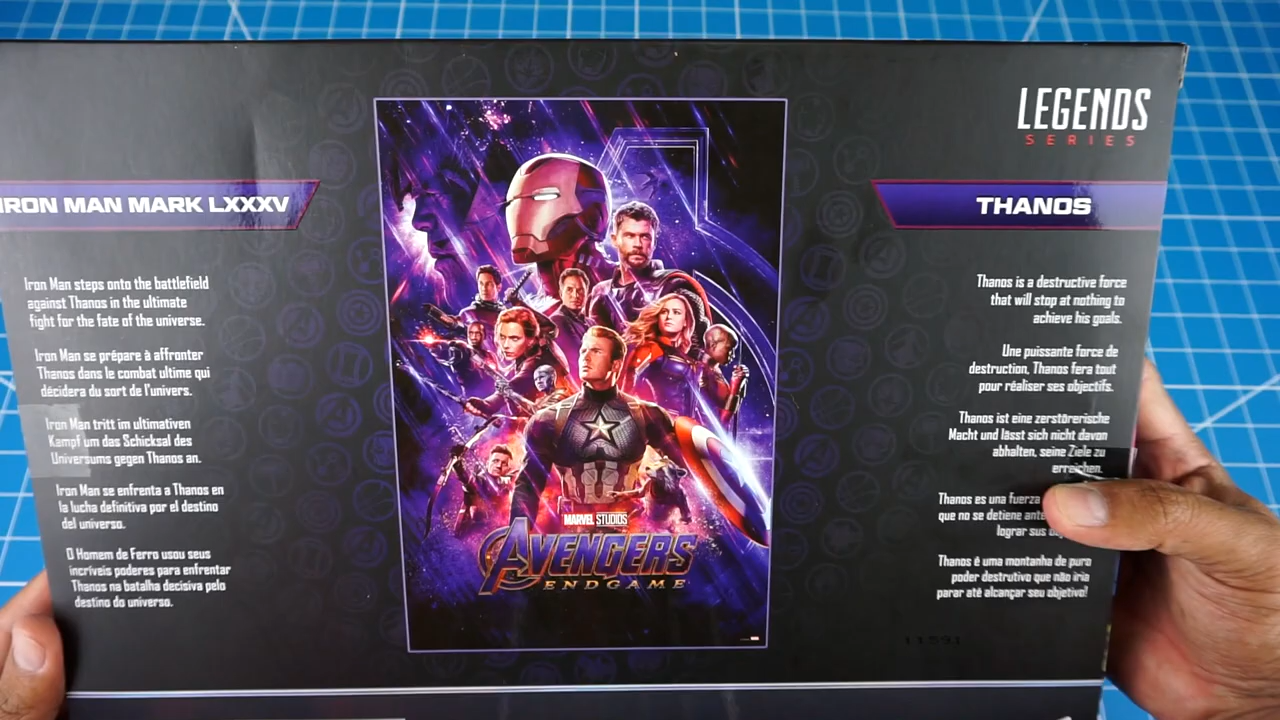 LEGENDS
SERIES
IRON MAN MARK LXXXV
Iron Man steps onto the battlefield
against Thanos in the ultimate
fight for the fate of the universe.
Iron Man se prépare à affronter
Thanos dans le combat ultime qui
décidera du sort de l'univers.
Iron Man tritt im ultimativen
Kampf um das Schicksal des
Universums gegen Thanos an.
Iron Man se enfrenta a Thanos en
la lucha definitiva por el destino
del universo.
O Homem de Ferro usou seus
incríveis poderes para enfrentar
Thanos na batalha decisiva pelo
destino do universo.
MARVEL STUDIOS
AVENGERS
ENDGAME
THANOS
Thanos is a destructive force
that will stop at nothing to
achieve his goals.
Une puissante force de
destruction, Thanos fera tout
pour réaliser ses objectifs.
Thanos ist eine zerstörerische
Macht und lässt sich nicht davon
abhalten, seine Ziele zu
erreichen.
Thanos es una fuerza
que no se detiene ante
lograr sus
Thanos é uma montanha de puro
poder destrutivo que não iria
parar até alcançar seu objetivo!
11591